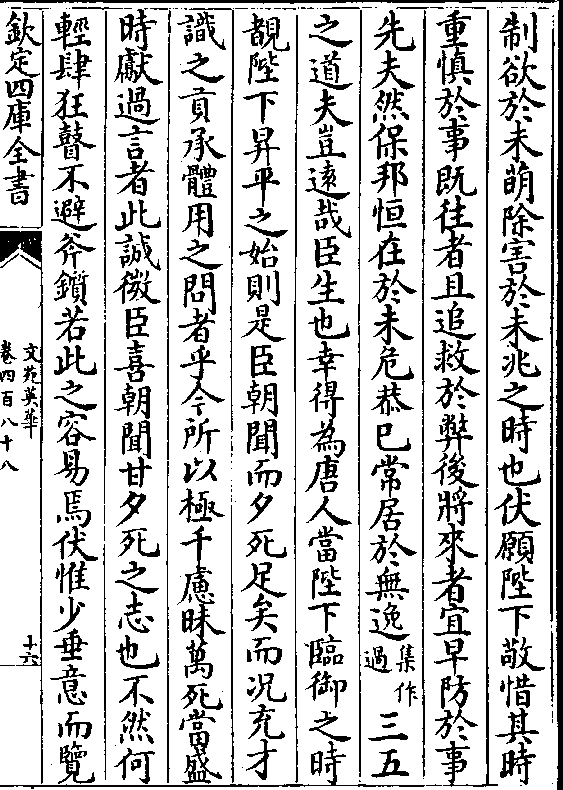 制欲於未萌除害於未兆之時也伏願陛下敬惜其時
重慎於事既往者且追救於弊後將來者宜早防於事
先夫然保邦恒在於未危恭已常居於無逸集作過三五
之道夫豈遠哉臣生也幸得為唐人當陛下臨御之時
覩陛下昇平之始則是臣朝聞而夕死足矣而况充才
識之貢承體用之問者乎今所以極千慮昧萬死當盛
時獻過言者此誠微臣喜朝聞甘夕死之志也不然何
輕肆狂瞽不避斧鑕若此之容易焉伏惟少垂意而覽
欽定四庫全書
文苑英華
卷四百八十八
十六